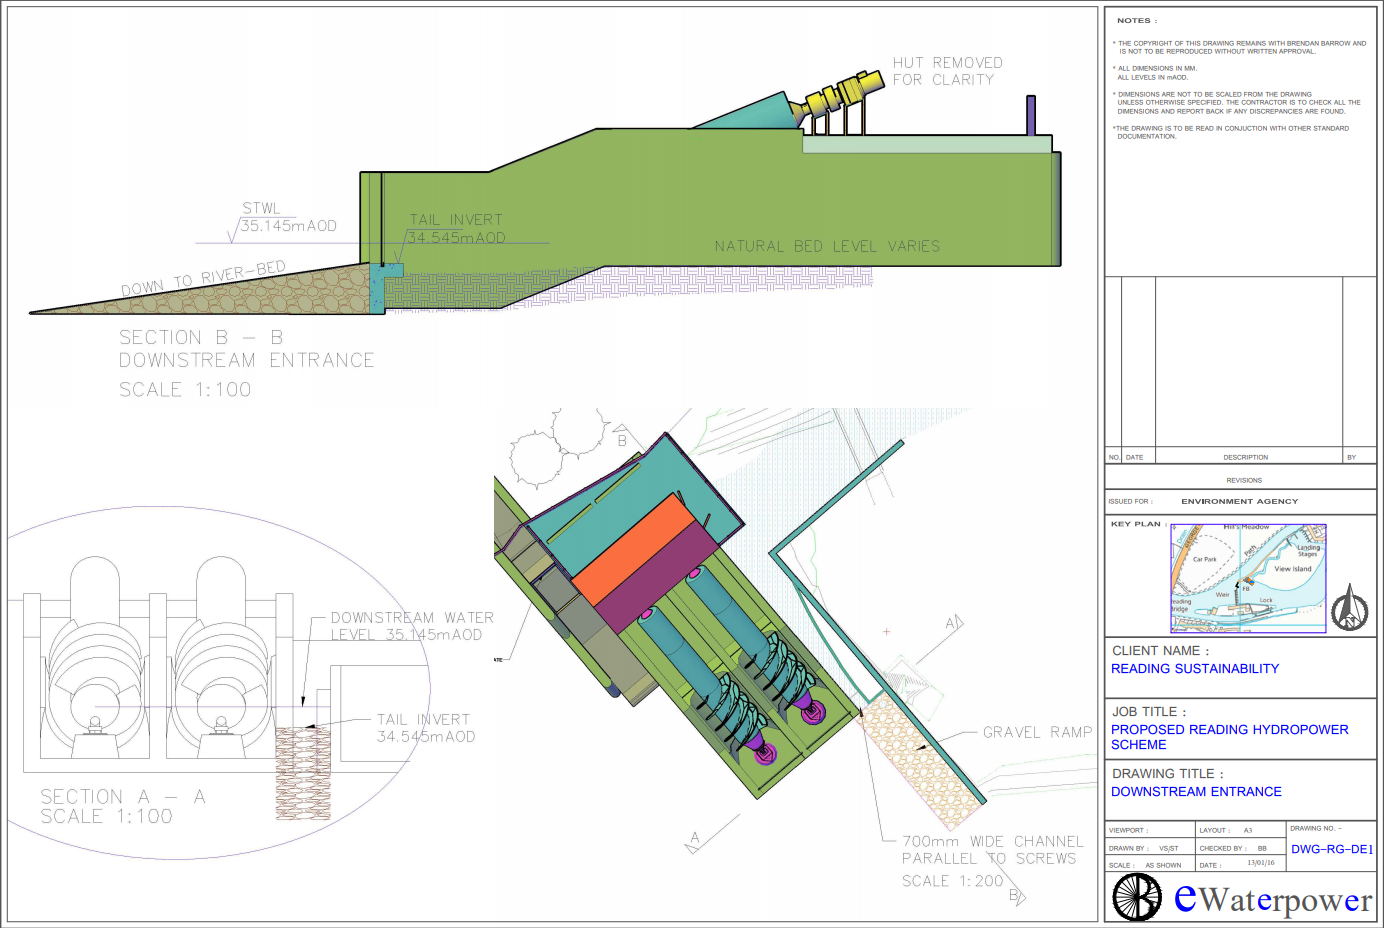 HUT REMOVED
FOR CLARITY
STWL
35.145mAOD
TAIL INVERT
34.545mAOD
NATURAL BED LEVEL VARIES
DOWN TO RIVER-BED
SECTION B - B
DOWNSTREAM ENTRANCE
SCALE 1:100
B
DOWNSTREAM WATER
LEVEL 35.145mAOD
TAIL INVERT
34.545mAOD
SECTION A - A
SCALE 1:100
A
GRAVEL RAMP
A
700mm WIDE CHANNEL
PARALLEL TO SCREWS
SCALE 1:200
B
NOTES :
* THE COPYRIGHT OF THIS DRAWING REMAINS WITH BRENDAN BARROW AND
IS NOT TO BE REPRODUCED WITHOUT WRITTEN APPROVAL.
* ALL DIMENSIONS IN MM.
ALL LEVELS IN mAOD.
* DIMENSIONS ARE NOT TO BE SCALED FROM THE DRAWING
UNLESS OTHERWISE SPECIFIED. THE CONTRACTOR IS TO CHECK ALL THE
DIMENSIONS AND REPORT BACK IF ANY DISCREPANCIES ARE FOUND.
*THE DRAWING IS TO BE READ IN CONJUCTION WITH OTHER STANDARD
DOCUMENTATION.
NO. DATE DESCRIPTION BY
REVISIONS
ISSUED FOR : ENVIRONMENT AGENCY
KEY PLAN :
Hill's Meadow
Drain
Path
Landing
Stages
Car Park
View Island
Weir
FB
Lock
eading
Bridge
N
CLIENT NAME :
READING SUSTAINABILITY
JOB TITLE :
PROPOSED READING HYDROPOWER
SCHEME
DRAWING TITLE :
DOWNSTREAM ENTRANCE
VIEWPORT : LAYOUT : A3 DRAWING NO. -
DRAWN BY : VS/ST CHECKED BY : BB DWG-RG-DE1
SCALE : AS SHOWN DATE : 13/01/16
eWaterpower